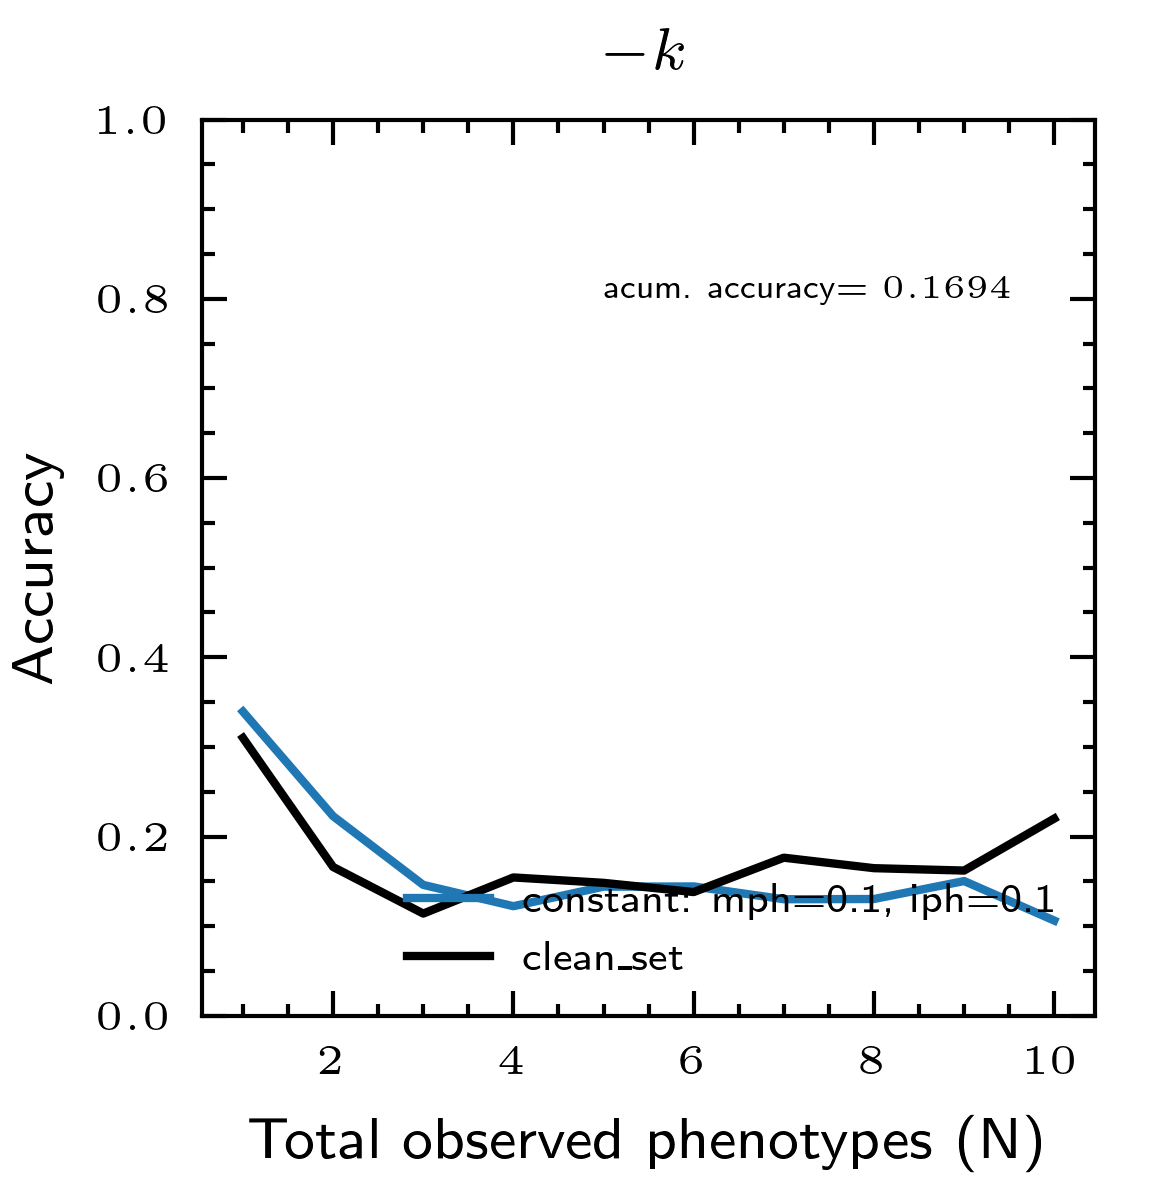 −k
1.0
0.8
0.6
0.4
0.2
0.0
Accuracy
acum. accuracy= 0.1694
constant: mph=0.1, iph=0.1
clean_set
2 4 6 8 10
Total observed phenotypes (N)